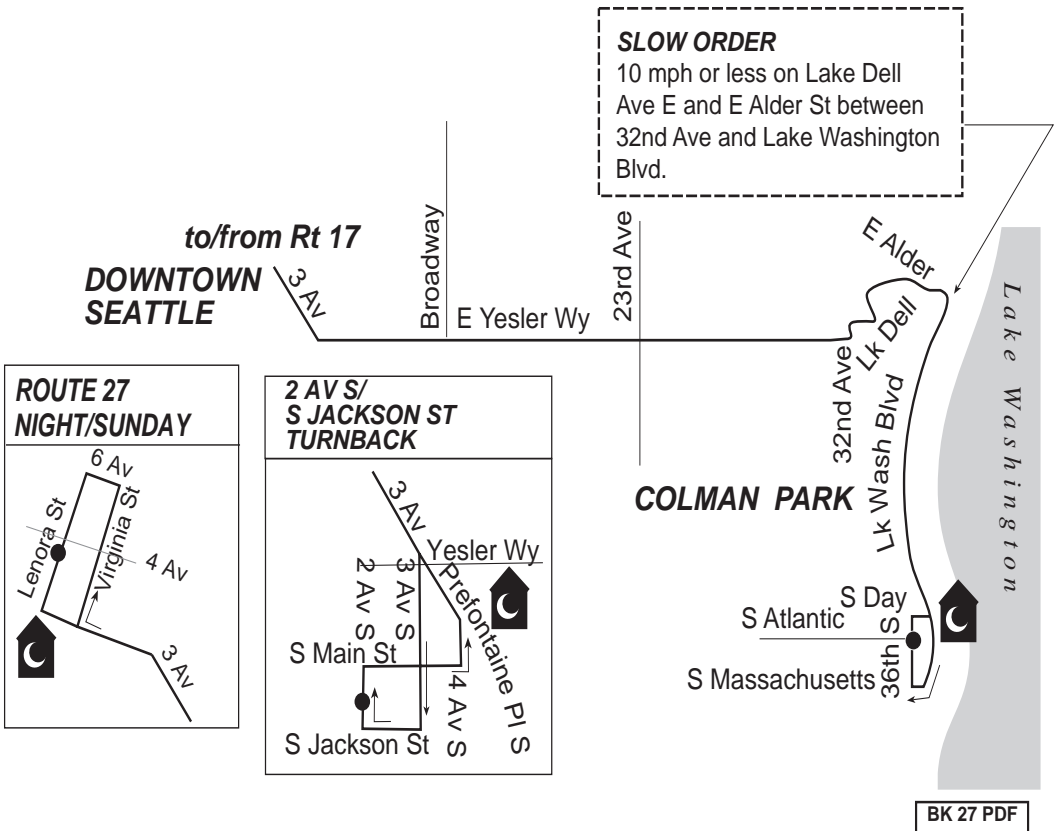 SLOW ORDER
10 mph or less on Lake Dell
Ave E and E Alder St between
32nd Ave and Lake Washington
Blvd.
to/from Rt 17
DOWNTOWN
SEATTLE
3 Av
Broadway
E Yesler Wy
23rd Ave
E Alder
Lk Dell
32nd Ave
Lk Wash Blvd
Lake Washington
COLMAN PARK
S Day
S Atlantic
36th S
S Massachusetts
ROUTE 27
NIGHT/SUNDAY
6 Av
Lenora St
Virginia St
4 Av
3 Av
2 AV S/
S JACKSON ST
TURNBACK
3 Av
Yesler Wy
2 Av S
3 Av S
Prefontaine Pl S
S Main St
4 Av S
S Jackson St
BK 27 PDF